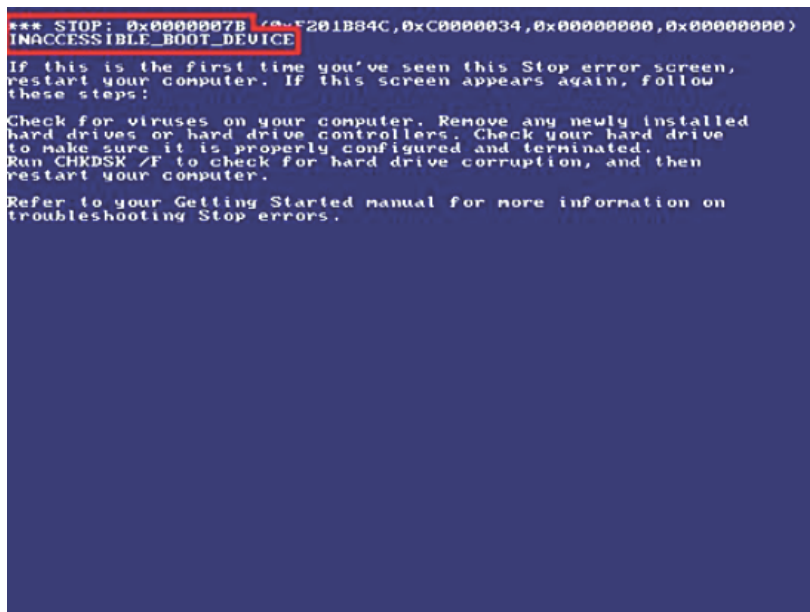 *** STOP: 0x0000007B (0xF201B84C,0xC0000034,0x00000000,0x00000000)
INACCESSIBLE_BOOT_DEVICE
If this is the first time you've seen this Stop error screen,
restart your computer. If this screen appears again, follow
these steps:
Check for viruses on your computer. Remove any newly installed
hard drives or hard drive controllers. Check your hard drive
to make sure it is properly configured and terminated.
Run CHKDSK /F to check for hard drive corruption, and then
restart your computer.
Refer to your Getting Started manual for more information on
troubleshooting Stop errors.